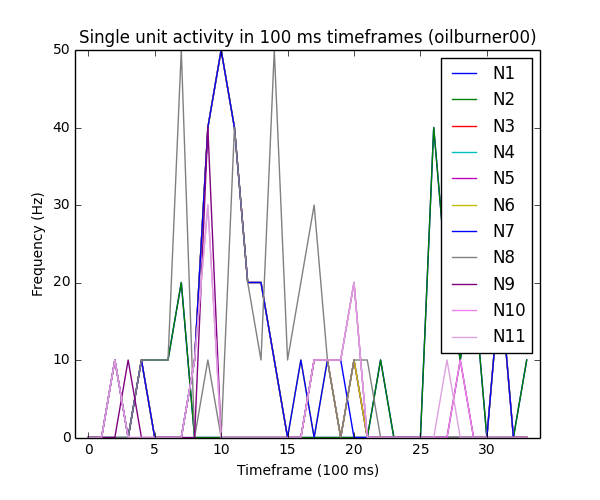 Single unit activity in 100 ms timeframes (oilburner00)
50
40
30
20
10
0
Frequency (Hz)
N1
N2
N3
N4
N5
N6
N7
N8
N9
N10
N11
0 5 10 15 20 25 30
Timeframe (100 ms)